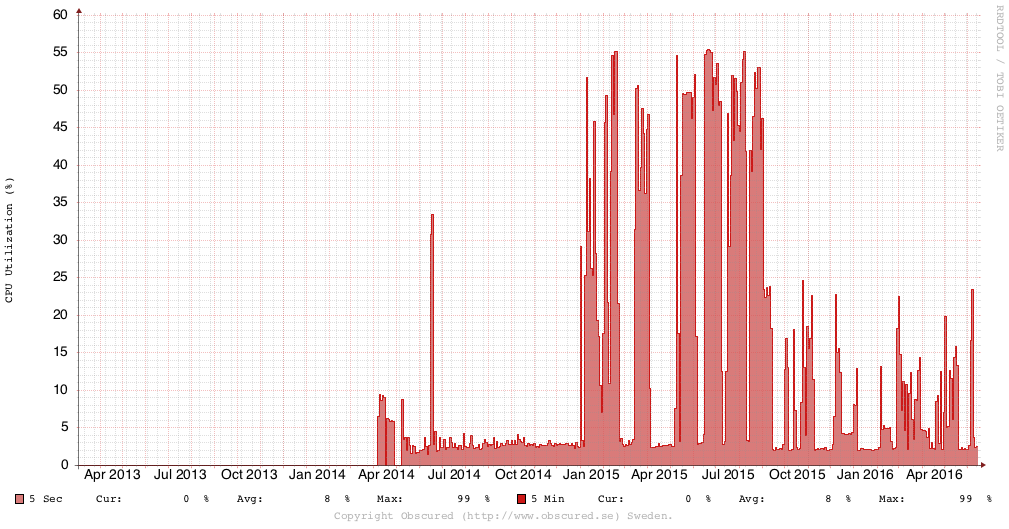 RRDTOOL / TOBI OETIKER
CPU Utilization (%)
60
55
50
45
40
35
30
25
20
15
10
5
0
Apr 2013 Jul 2013 Oct 2013 Jan 2014 Apr 2014 Jul 2014 Oct 2014 Jan 2015 Apr 2015 Jul 2015 Oct 2015 Jan 2016 Apr 2016
5 Sec Cur: 0 % Avg: 8 % Max: 99 % 5 Min Cur: 0 % Avg: 8 % Max: 99 %
Copyright Obscured (http://www.obscured.se) Sweden.